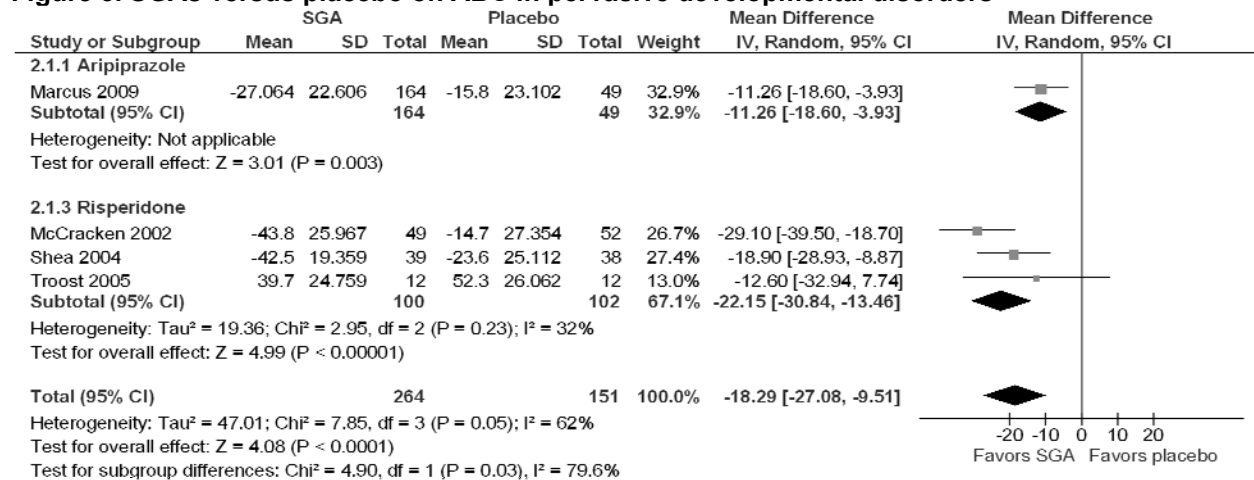 SGA Placebo Mean Difference Mean Difference
Study or Subgroup Mean SD Total Mean SD Total Weight IV, Random, 95% CI IV, Random, 95% CI
2.1.1 Aripiprazole
Marcus 2009 -27.064 22.606 164 -15.8 23.102 49 32.9% -11.26 [-18.60, -3.93]
Subtotal (95% CI) 164 49 32.9% -11.26 [-18.60, -3.93]
Heterogeneity: Not applicable
Test for overall effect: Z = 3.01 (P = 0.003)
2.1.3 Risperidone
McCracken 2002 -43.8 25.967 49 -14.7 27.354 52 26.7% -29.10 [-39.50, -18.70]
Shea 2004 -42.5 19.359 39 -23.6 25.112 38 27.4% -18.90 [-28.93, -8.87]
Troost 2005 39.7 24.759 12 52.3 26.062 12 13.0% -12.60 [-32.94, 7.74]
Subtotal (95% CI) 100 102 67.1% -22.15 [-30.84, -13.46]
Heterogeneity: Tau² = 19.36; Chi² = 2.95, df = 2 (P = 0.23); I² = 32%
Test for overall effect: Z = 4.99 (P < 0.00001)
Total (95% CI) 264 151 100.0% -18.29 [-27.08, -9.51]
Heterogeneity: Tau² = 47.01; Chi² = 7.85, df = 3 (P = 0.05); I² = 62%
Test for overall effect: Z = 4.08 (P < 0.0001)
Test for subgroup differences: Chi² = 4.90, df = 1 (P = 0.03), I² = 79.6%
-20 -10 0 10 20
Favors SGA Favors placebo